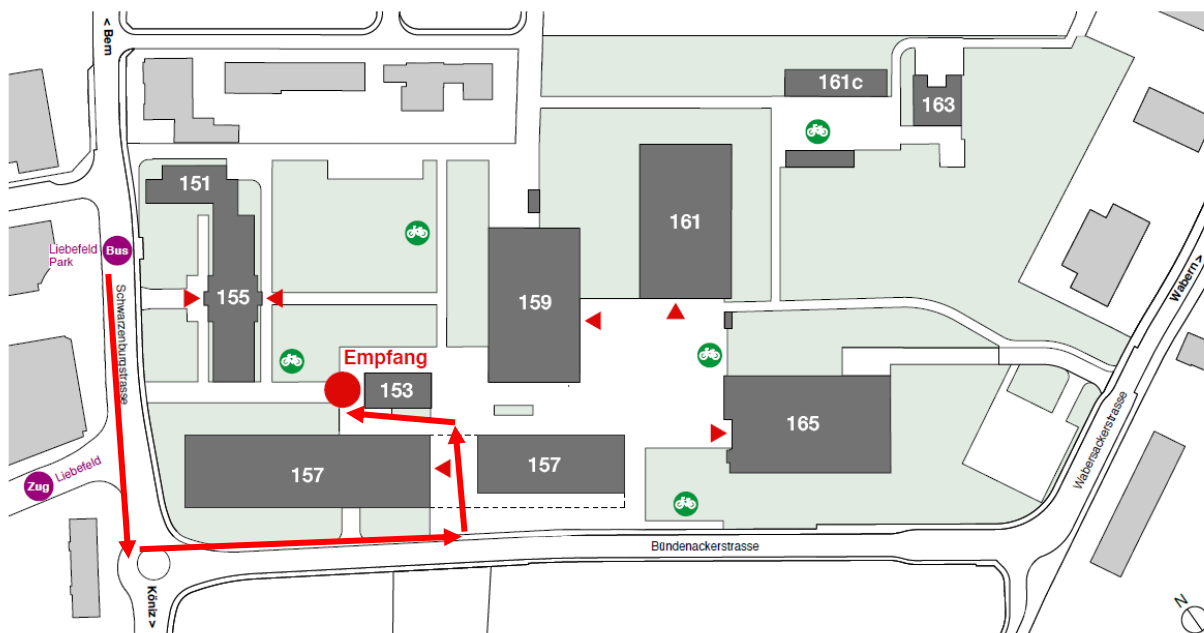 < Bern
161c
163
151
161
Liebefeld
Park
Bus
Wabern >
155
159
Schwarzenburgstrasse
Empfang
153
165
Wabersackerstrasse
157
157
Zug
Liebefeld
Bündenackerstrasse
Köniz >
N